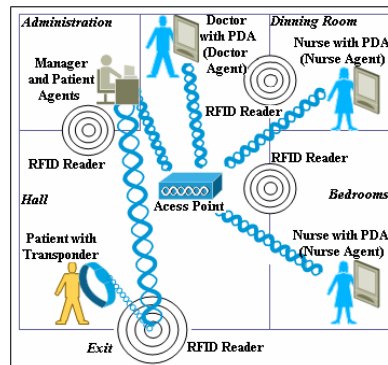 Administration
Doctor
with PDA
(Doctor
Agent)
Dinning Room
Nurse with PDA
(Nurse Agent)
Manager
and Patient
Agents
RFID Reader
RFID Reader
RFID Reader
Hall
Acess Point
Bedrooms
Patient with
Transponder
Nurse with PDA
(Nurse Agent)
Exit
RFID Reader